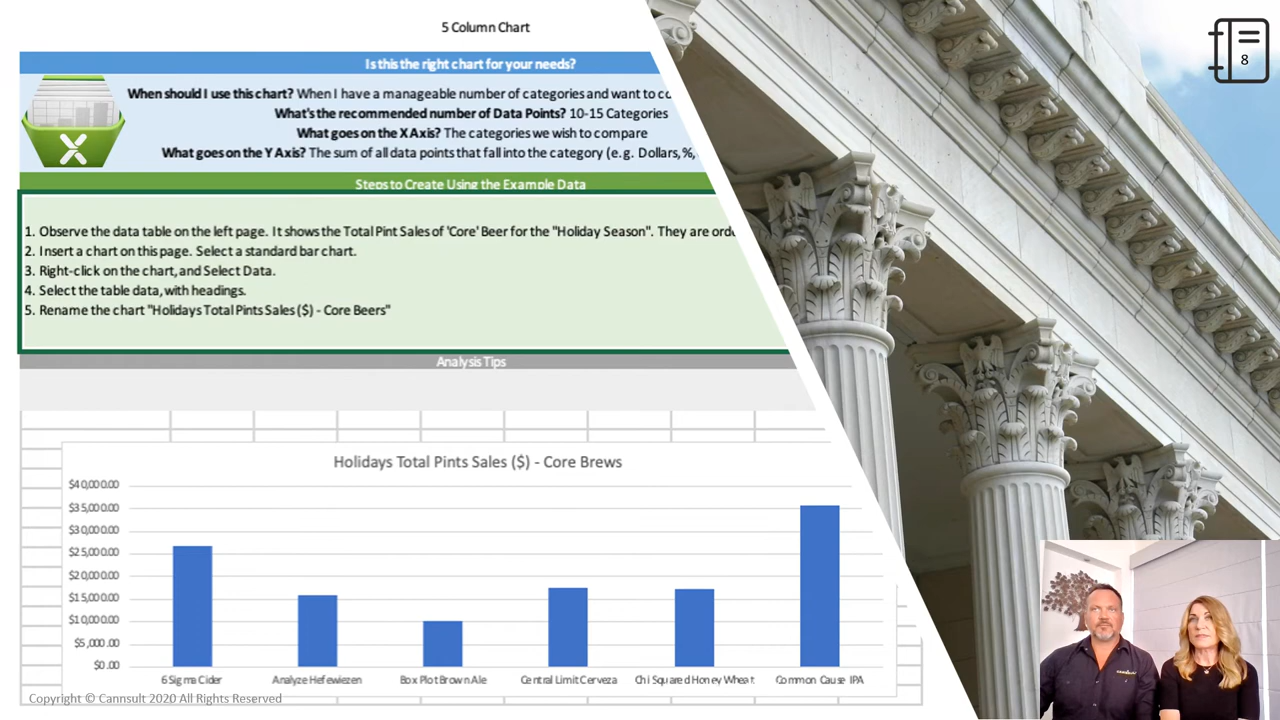 5 Column Chart
8
Is this the right chart for your needs?
When should I use this chart? When I have a manageable number of categories and want to
What's the recommended number of Data Points? 10-15 Categories
What goes on the X Axis? The categories we wish to compare
What goes on the Y Axis? The sum of all data points that fall into the category (e.g. Dollars, %,
X
Steps to Create Using the Example Data
1. Observe the data table on the left page. It shows the Total Pint Sales of 'Core' Beer for the "Holiday Season". They are
2. Insert a chart on this page. Select a standard bar chart.
3. Right-click on the chart, and Select Data.
4. Select the table data, with headings.
5. Rename the chart "Holidays Total Pints Sales ($) - Core Beers"
Analysis Tips
Holidays Total Pints Sales ($) - Core Brews
$40,000.00
$35,000.00
$30,000.00
$25,000.00
$20,000.00
$15,000.00
$10,000.00
$5,000.00
$0.00
6 Sigma Cider Analyze Hefewiezen Box Plot Brown Ale Central Limit Cerveza Chi Squared Honey Wheat Common Cause IPA
Copyright © Cannsult 2020 All Rights Reserved